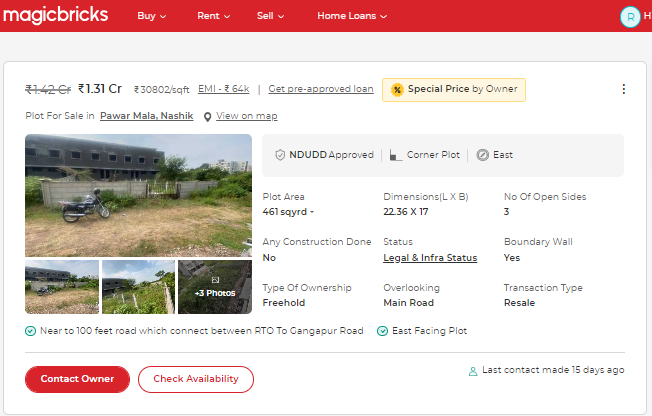 magicbricks
Buy Rent Sell Home Loans R H
₹1.42 Cr ₹1.31 Cr ₹30802/sqft EMI - ₹ 64k | Get pre-approved loan % Special Price by Owner
Plot For Sale in Pawar Mala, Nashik View on map
NDUDD Approved Corner Plot East
Plot Area Dimensions(L X B) No Of Open Sides
461 sqyrd 22.36 X 17 3
Any Construction Done Status Boundary Wall
No Legal & Infra Status Yes
Type Of Ownership Overlooking Transaction Type
Freehold Main Road Resale
+3 Photos
Near to 100 feet road which connect between RTO To Gangapur Road East Facing Plot
Contact Owner Check Availability Last contact made 15 days ago